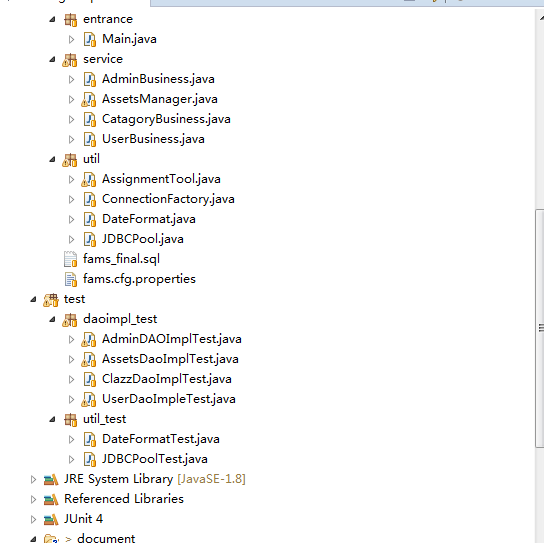 entrance
Main.java
service
AdminBusiness.java
AssetsManager.java
CatagoryBusiness.java
UserBusiness.java
util
AssignmentTool.java
ConnectionFactory.java
DateFormat.java
JDBCPool.java
fams_final.sql
fams.cfg.properties
test
daoimpl_test
AdminDAOImplTest.java
AssetsDaoImplTest.java
ClazzDaoImplTest.java
UserDaoImpleTest.java
util_test
DateFormatTest.java
JDBCPoolTest.java
JRE System Library [JavaSE-1.8]
Referenced Libraries
JUnit 4
> document